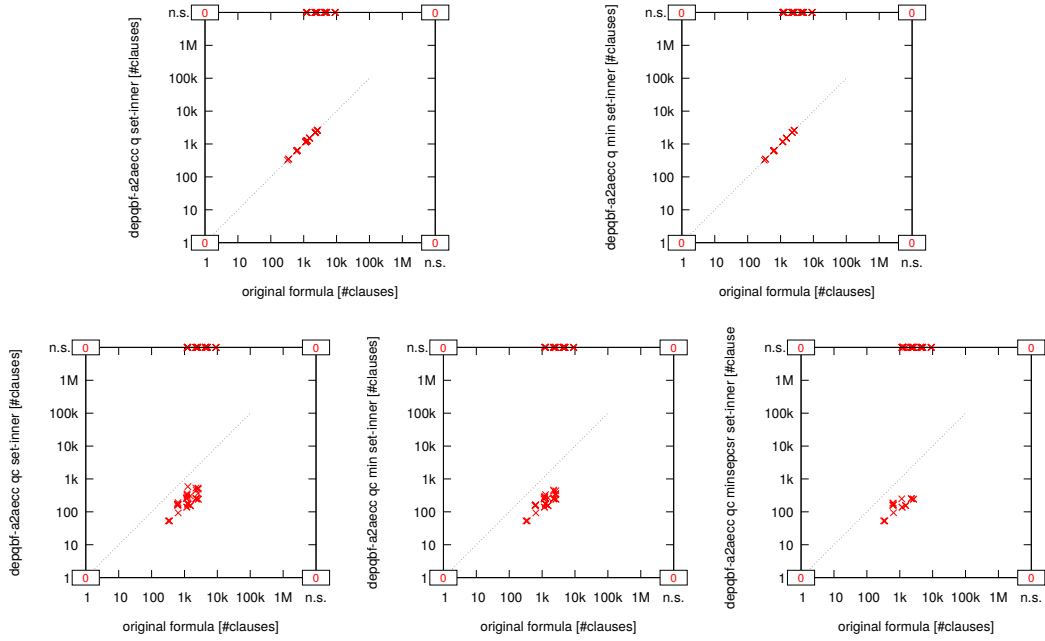 n.s. 0 0
1M
100k
10k
1k
100
10
1 0 0
1 10 100 1k 10k 100k 1M n.s.
original formula [#clauses]
depqbf-a2aecc q set-inner [#clauses]
n.s. 0 0
1M
100k
10k
1k
100
10
1 0 0
1 10 100 1k 10k 100k 1M n.s.
original formula [#clauses]
depqbf-a2aecc q min set-inner [#clauses]
n.s. 0 0
1M
100k
10k
1k
100
10
1 0 0
1 10 100 1k 10k 100k 1M n.s.
original formula [#clauses]
depqbf-a2aecc qc set-inner [#clauses]
n.s. 0 0
1M
100k
10k
1k
100
10
1 0 0
1 10 100 1k 10k 100k 1M n.s.
original formula [#clauses]
depqbf-a2aecc qc min set-inner [#clauses]
n.s. 0 0
1M
100k
10k
1k
100
10
1 0 0
1 10 100 1k 10k 100k 1M n.s.
original formula [#clauses]
depqbf-a2aecc qc minsepcsr set-inner [#clause